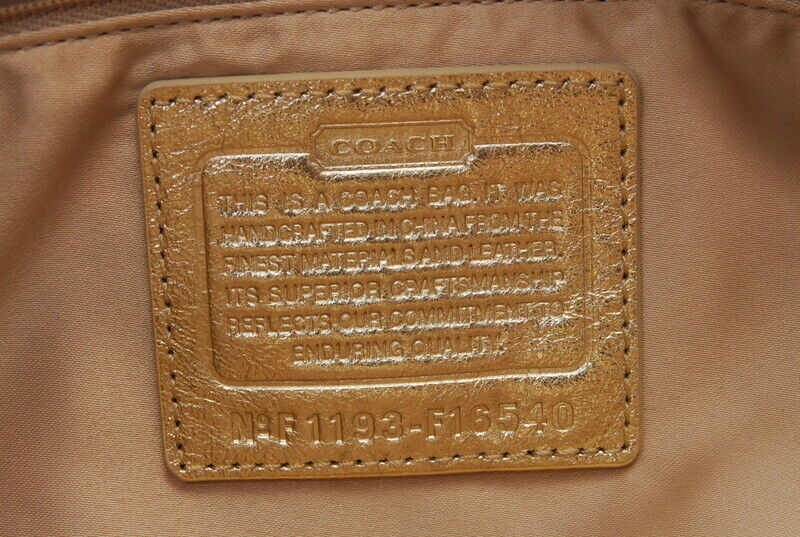 COACH
THIS IS A COACH BAG. IT WAS
HANDCRAFTED IN CHINA FROM THE
FINEST MATERIALS AND LEATHER.
ITS SUPERIOR CRAFTSMANSHIP
REFLECTS OUR COMMITMENT TO
ENDURING QUALITY.
Nº F1193-F16540